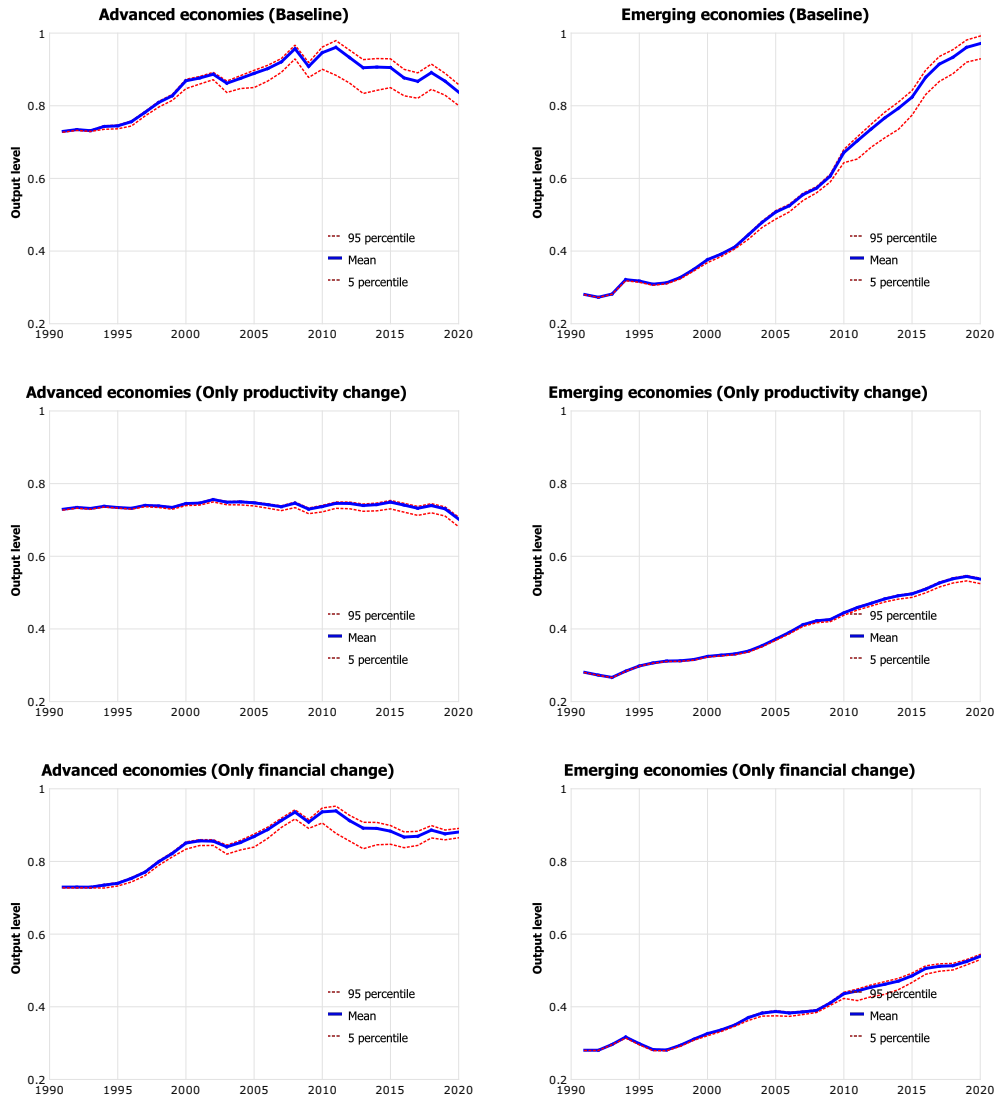 Advanced economies (Baseline)
1
0.8
0.6
0.4
0.2
Output level
95 percentile
Mean
5 percentile
1990 1995 2000 2005 2010 2015 2020
Emerging economies (Baseline)
1
0.8
0.6
0.4
0.2
Output level
95 percentile
Mean
5 percentile
1990 1995 2000 2005 2010 2015 2020
Advanced economies (Only productivity change)
1
0.8
0.6
0.4
0.2
Output level
95 percentile
Mean
5 percentile
1990 1995 2000 2005 2010 2015 2020
Emerging economies (Only productivity change)
1
0.8
0.6
0.4
0.2
Output level
95 percentile
Mean
5 percentile
1990 1995 2000 2005 2010 2015 2020
Advanced economies (Only financial change)
1
0.8
0.6
0.4
0.2
Output level
95 percentile
Mean
5 percentile
1990 1995 2000 2005 2010 2015 2020
Emerging economies (Only financial change)
1
0.8
0.6
0.4
0.2
Output level
95 percentile
Mean
5 percentile
1990 1995 2000 2005 2010 2015 2020